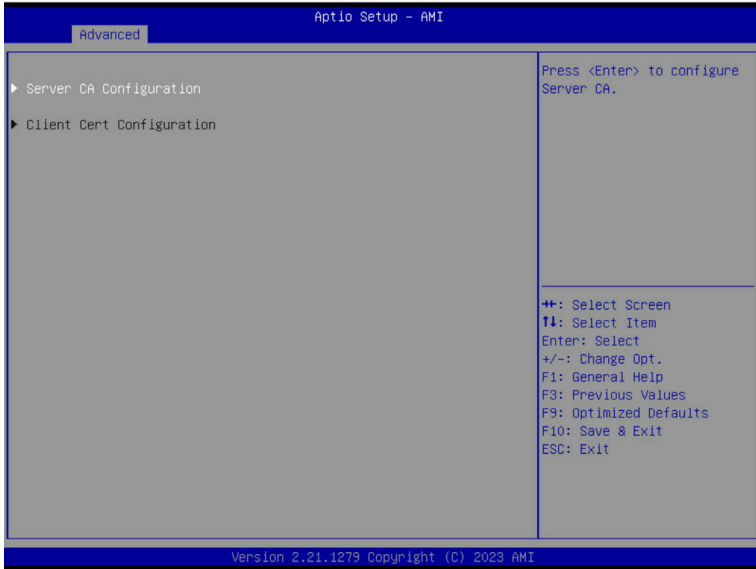 Aptio Setup – AMI
Advanced
▶ Server CA Configuration
▶ Client Cert Configuration
Press <Enter> to configure
Server CA.
→←: Select Screen
↑↓: Select Item
Enter: Select
+/-: Change Opt.
F1: General Help
F3: Previous Values
F9: Optimized Defaults
F10: Save & Exit
ESC: Exit
Version 2.21.1279 Copyright (C) 2023 AMI